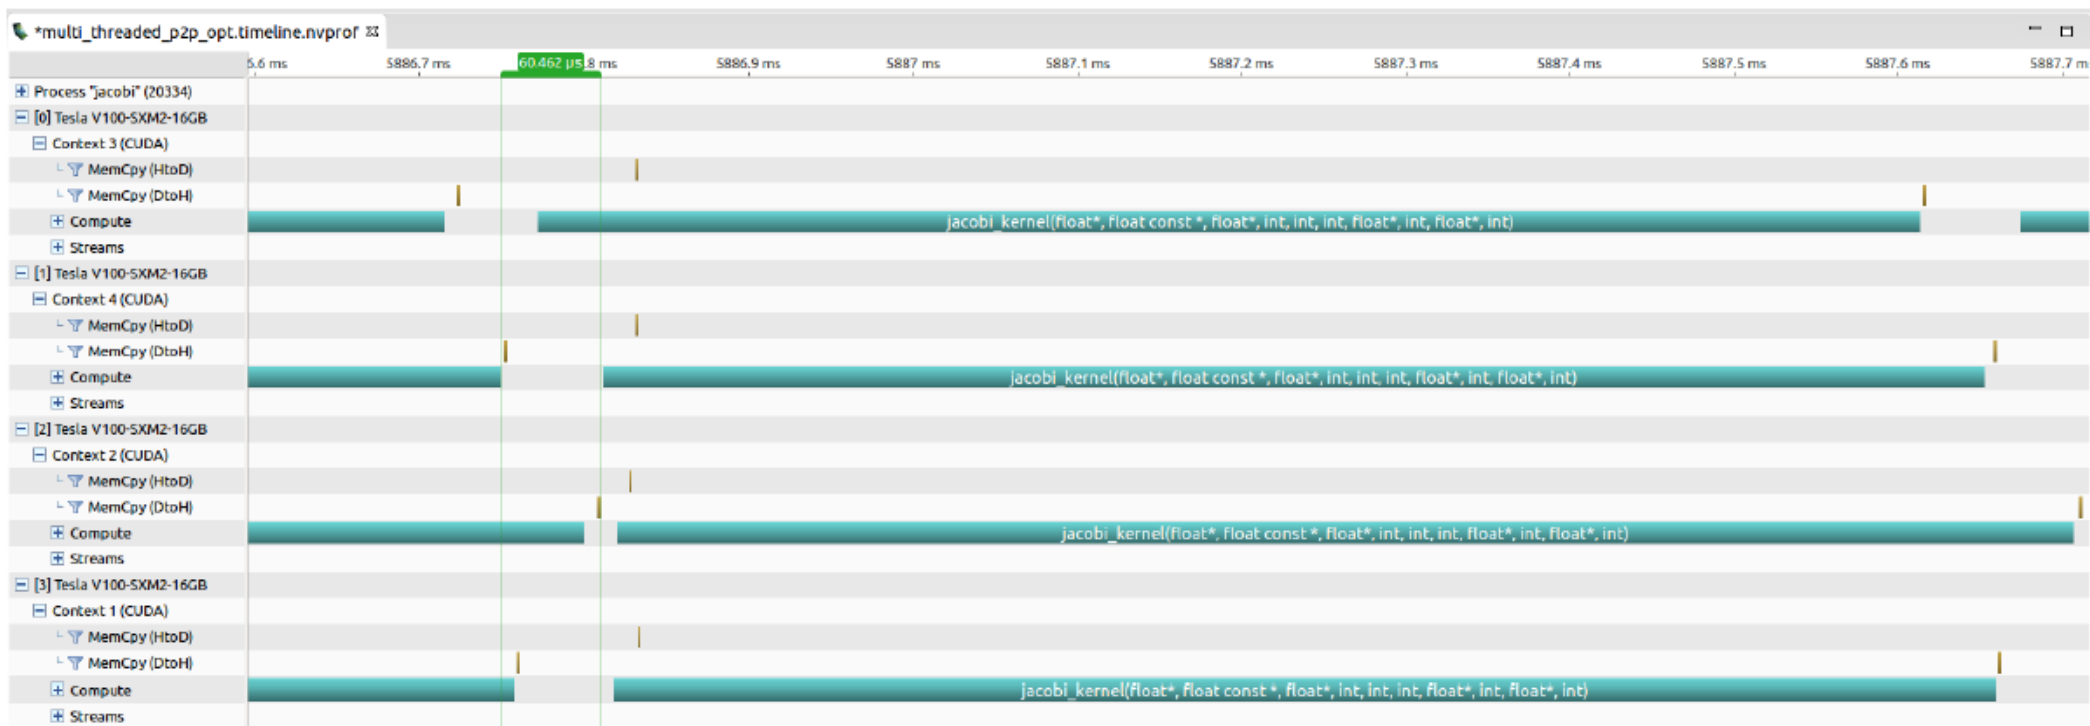 *multi_threaded_p2p_opt.timeline.nvprof
5.6 ms 5886.7 ms 60.462 µs .8 ms 5886.9 ms 5887 ms 5887.1 ms 5887.2 ms 5887.3 ms 5887.4 ms 5887.5 ms 5887.6 ms 5887.7 m
Process "jacobi" (20334)
[0] Tesla V100-SXM2-16GB
Context 3 (CUDA)
MemCpy (HtoD)
MemCpy (DtoH)
Compute jacobi_kernel(float*, float const *, float*, int, int, int, float*, int, float*, int)
Streams
[1] Tesla V100-SXM2-16GB
Context 4 (CUDA)
MemCpy (HtoD)
MemCpy (DtoH)
Compute jacobi_kernel(float*, float const *, float*, int, int, int, float*, int, float*, int)
Streams
[2] Tesla V100-SXM2-16GB
Context 2 (CUDA)
MemCpy (HtoD)
MemCpy (DtoH)
Compute jacobi_kernel(float*, float const *, float*, int, int, int, float*, int, float*, int)
Streams
[3] Tesla V100-SXM2-16GB
Context 1 (CUDA)
MemCpy (HtoD)
MemCpy (DtoH)
Compute jacobi_kernel(float*, float const *, float*, int, int, int, float*, int, float*, int)
Streams